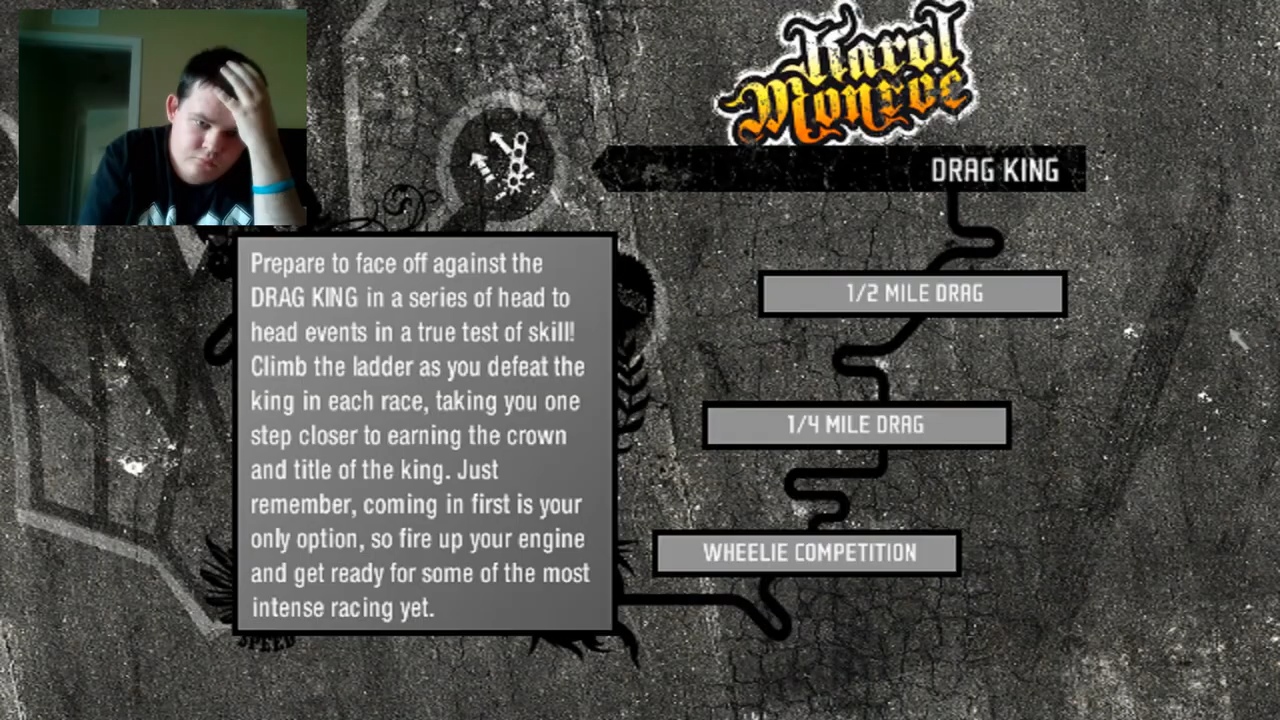 Karol
Monroe
DRAG KING
Prepare to face off against the
DRAG KING in a series of head to
head events in a true test of skill!
Climb the ladder as you defeat the
king in each race, taking you one
step closer to earning the crown
and title of the king. Just
remember, coming in first is your
only option, so fire up your engine
and get ready for some of the most
intense racing yet.
SPEED
1/2 MILE DRAG
1/4 MILE DRAG
WHEELIE COMPETITION